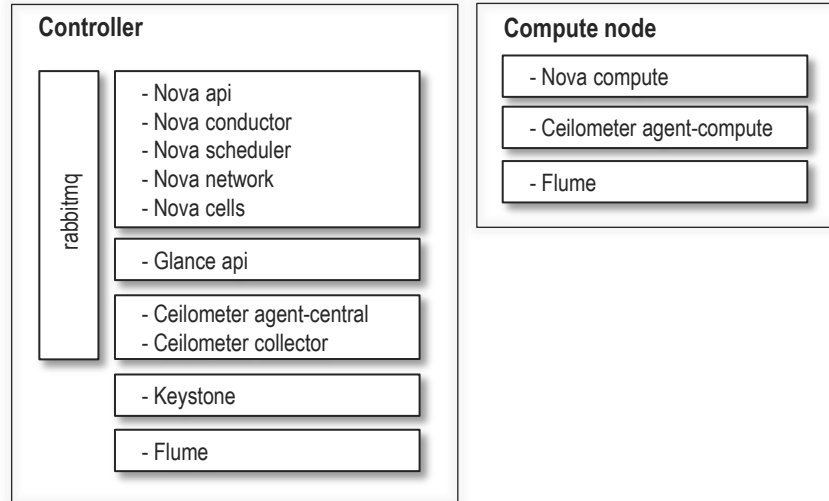 Controller
rabbitmq
- Nova api
- Nova conductor
- Nova scheduler
- Nova network
- Nova cells
- Glance api
- Ceilometer agent-central
- Ceilometer collector
- Keystone
- Flume
Compute node
- Nova compute
- Ceilometer agent-compute
- Flume